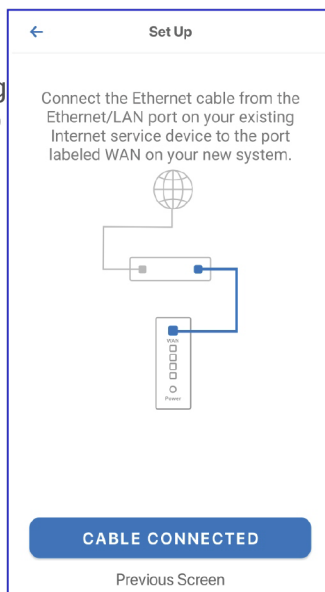 Set Up
Connect the Ethernet cable from the
Ethernet/LAN port on your existing
Internet service device to the port
labeled WAN on your new system.
WAN
Power
CABLE CONNECTED
Previous Screen